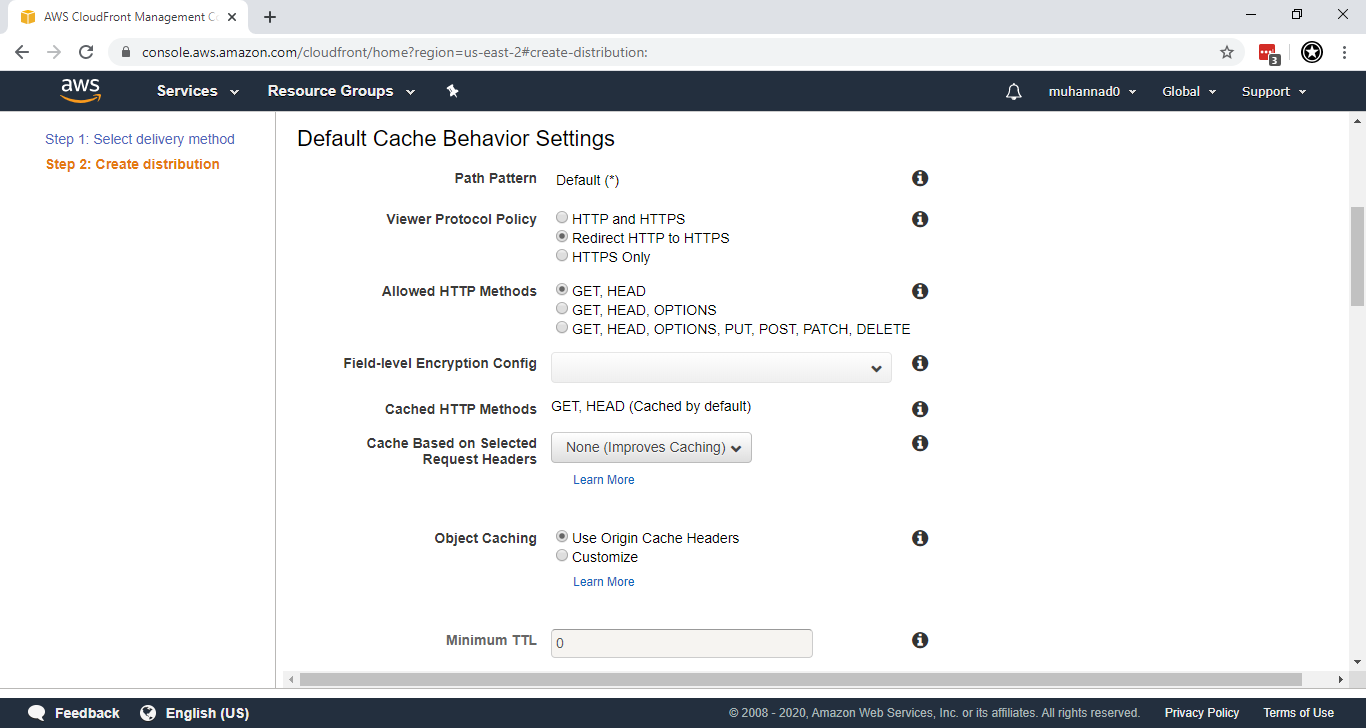 AWS CloudFront Management Co
console.aws.amazon.com/cloudfront/home?region=us-east-2#create-distribution:
3
aws
Services
Resource Groups
muhannad0
Global
Support
Step 1: Select delivery method
Step 2: Create distribution
Default Cache Behavior Settings
Path Pattern
Default (*)
Viewer Protocol Policy
HTTP and HTTPS
Redirect HTTP to HTTPS
HTTPS Only
Allowed HTTP Methods
GET, HEAD
GET, HEAD, OPTIONS
GET, HEAD, OPTIONS, PUT, POST, PATCH, DELETE
Field-level Encryption Config
Cached HTTP Methods
GET, HEAD (Cached by default)
Cache Based on Selected
Request Headers
None (Improves Caching)
Learn More
Object Caching
Use Origin Cache Headers
Customize
Learn More
Minimum TTL
0
Feedback
English (US)
© 2008 - 2020, Amazon Web Services, Inc. or its affiliates. All rights reserved.
Privacy Policy
Terms of Use